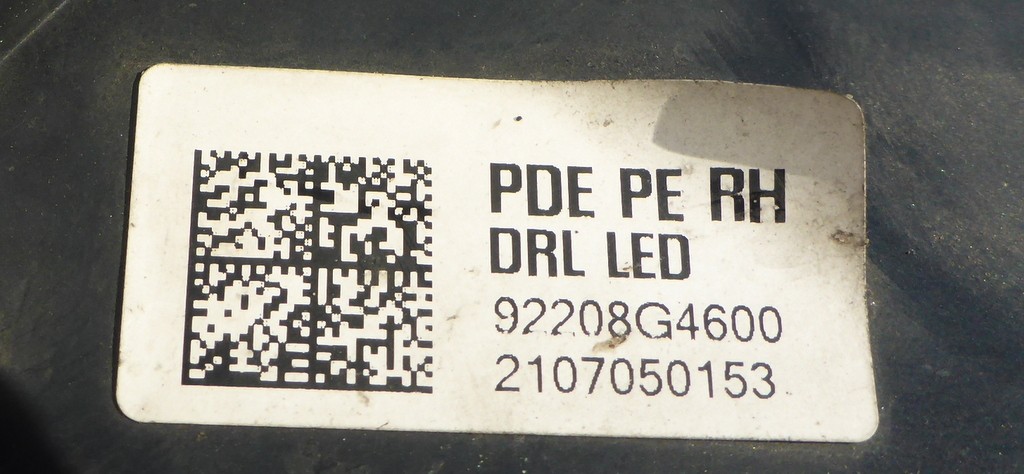 PDE PE RH
DRL LED
92208G4600
2107050153